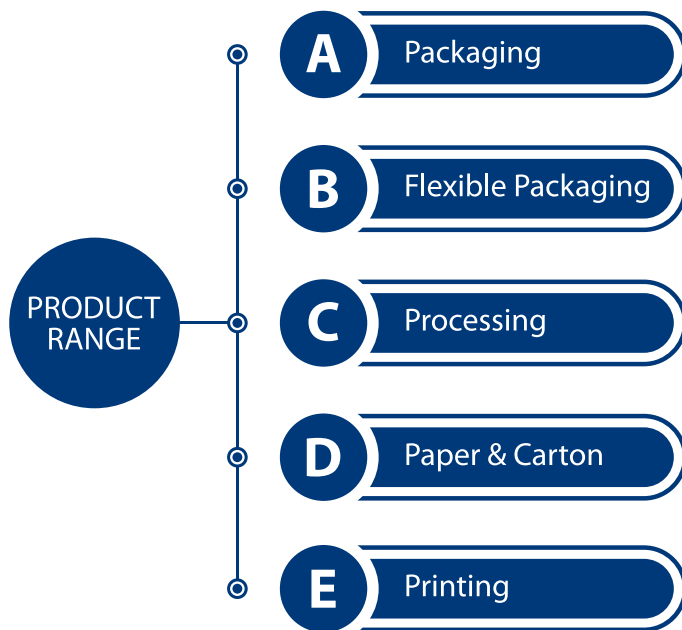 PRODUCT
RANGE
A Packaging
B Flexible Packaging
C Processing
D Paper & Carton
E Printing